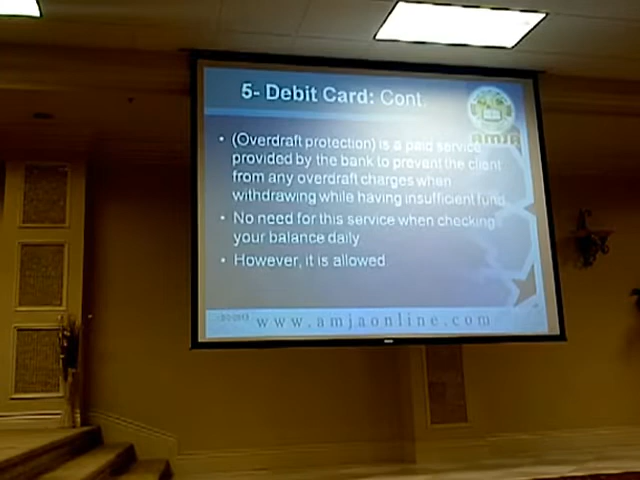 5- Debit Card: Cont.
amja
• (Overdraft protection) is a paid service
provided by the bank to prevent the client
from any overdraft charges when
withdrawing while having insufficient fund.
• No need for this service when checking
your balance daily
• However, it is allowed.
www.amjaonline.com